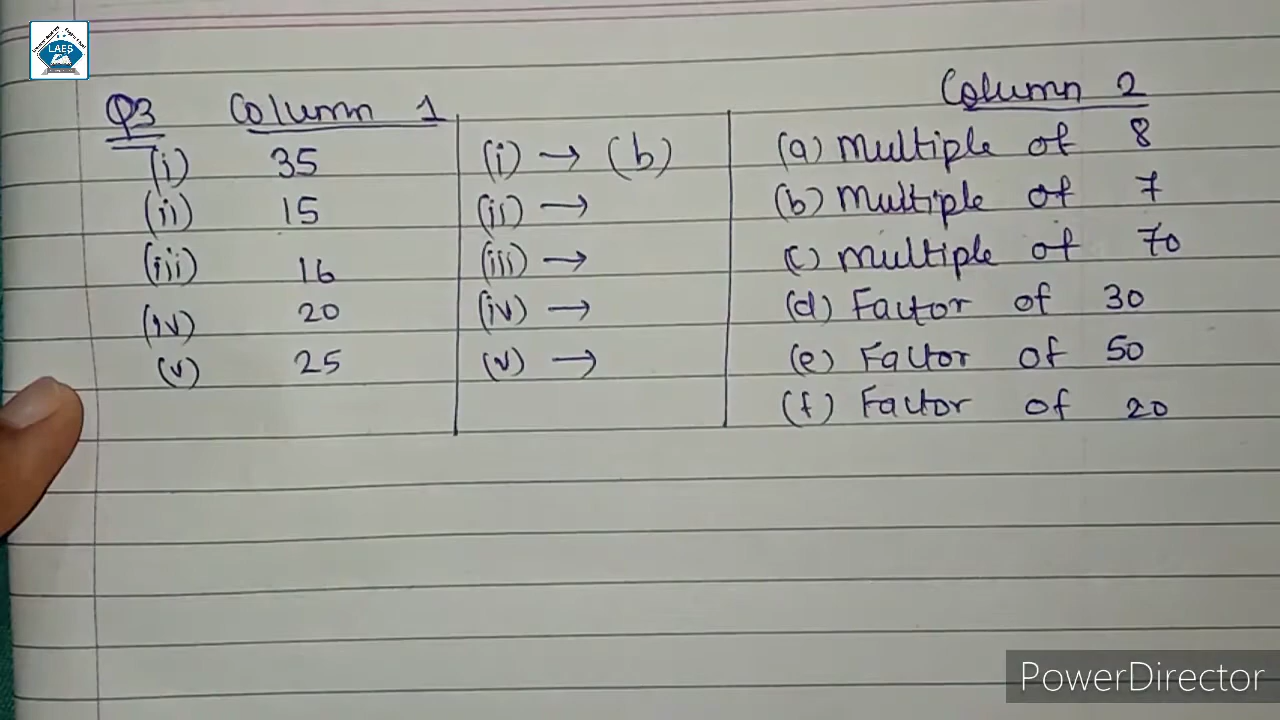 LAES
Q3 Column 1 Column 2
(i) 35 (i) → (b) (a) Multiple of 8
(ii) 15 (ii) → (b) Multiple of 7
(iii) 16 (iii) → (c) Multiple of 70
(iv) 20 (iv) → (d) Factor of 30
(v) 25 (v) → (e) Factor of 50
(f) Factor of 20
PowerDirector